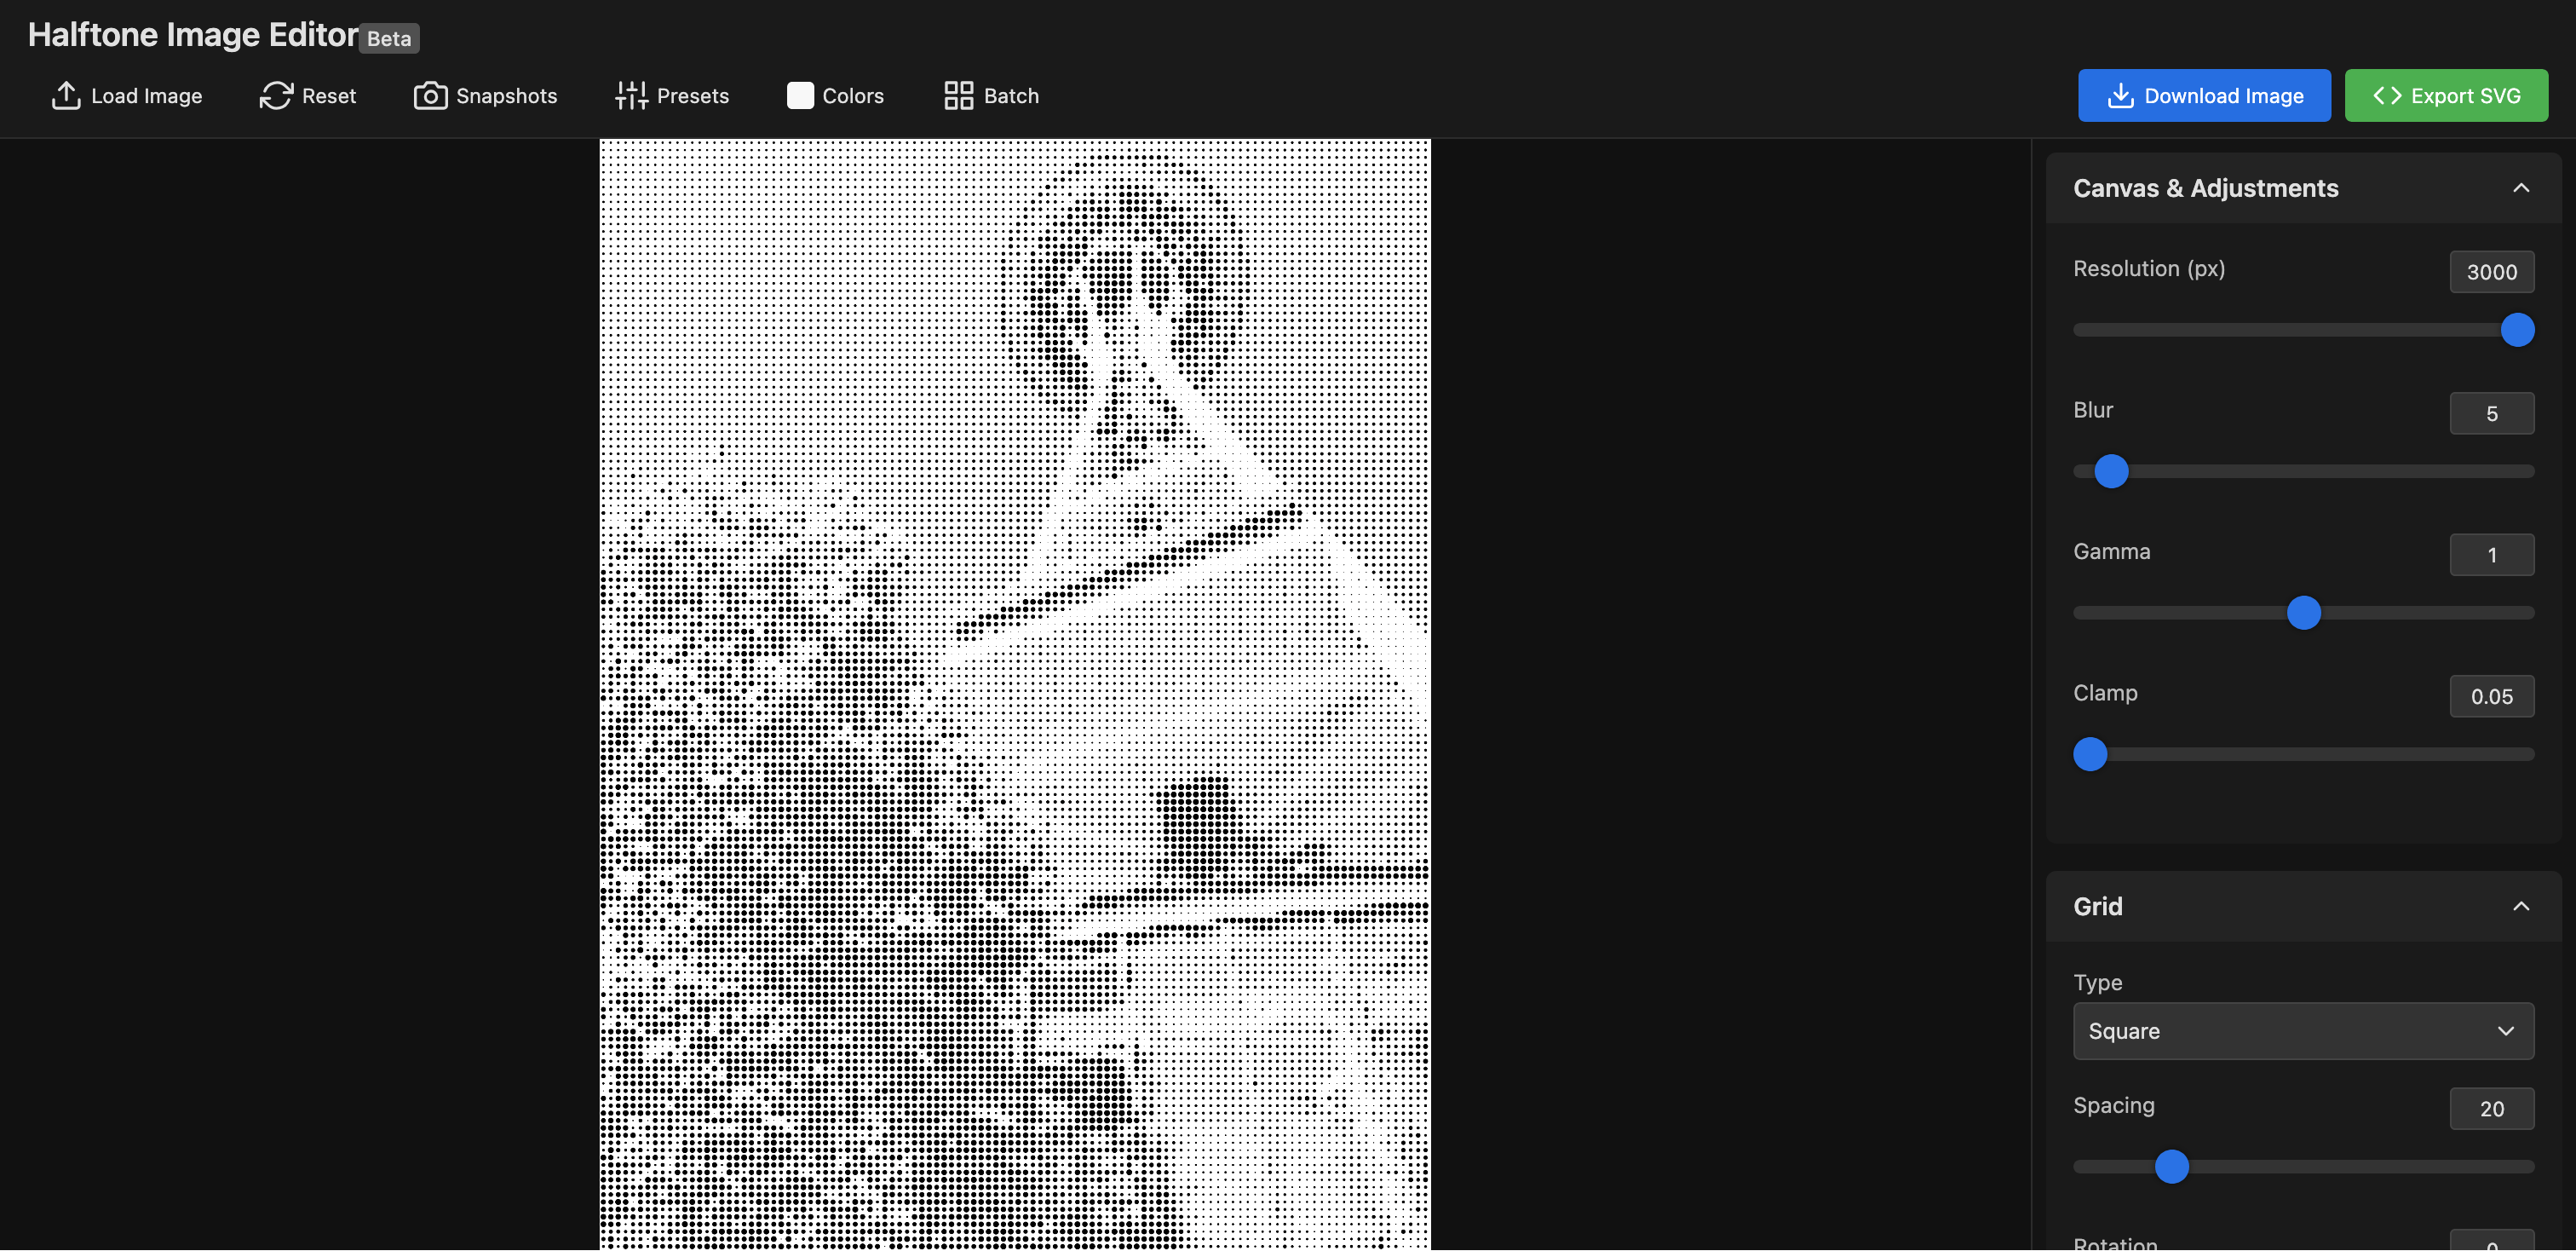 Halftone Image Editor Beta
Load Image
Reset
Snapshots
Presets
Colors
Batch
Download Image
Export SVG
Canvas & Adjustments
Resolution (px)
3000
Blur
5
Gamma
1
Clamp
0.05
Grid
Type
Square
Spacing
20
Rotation
0